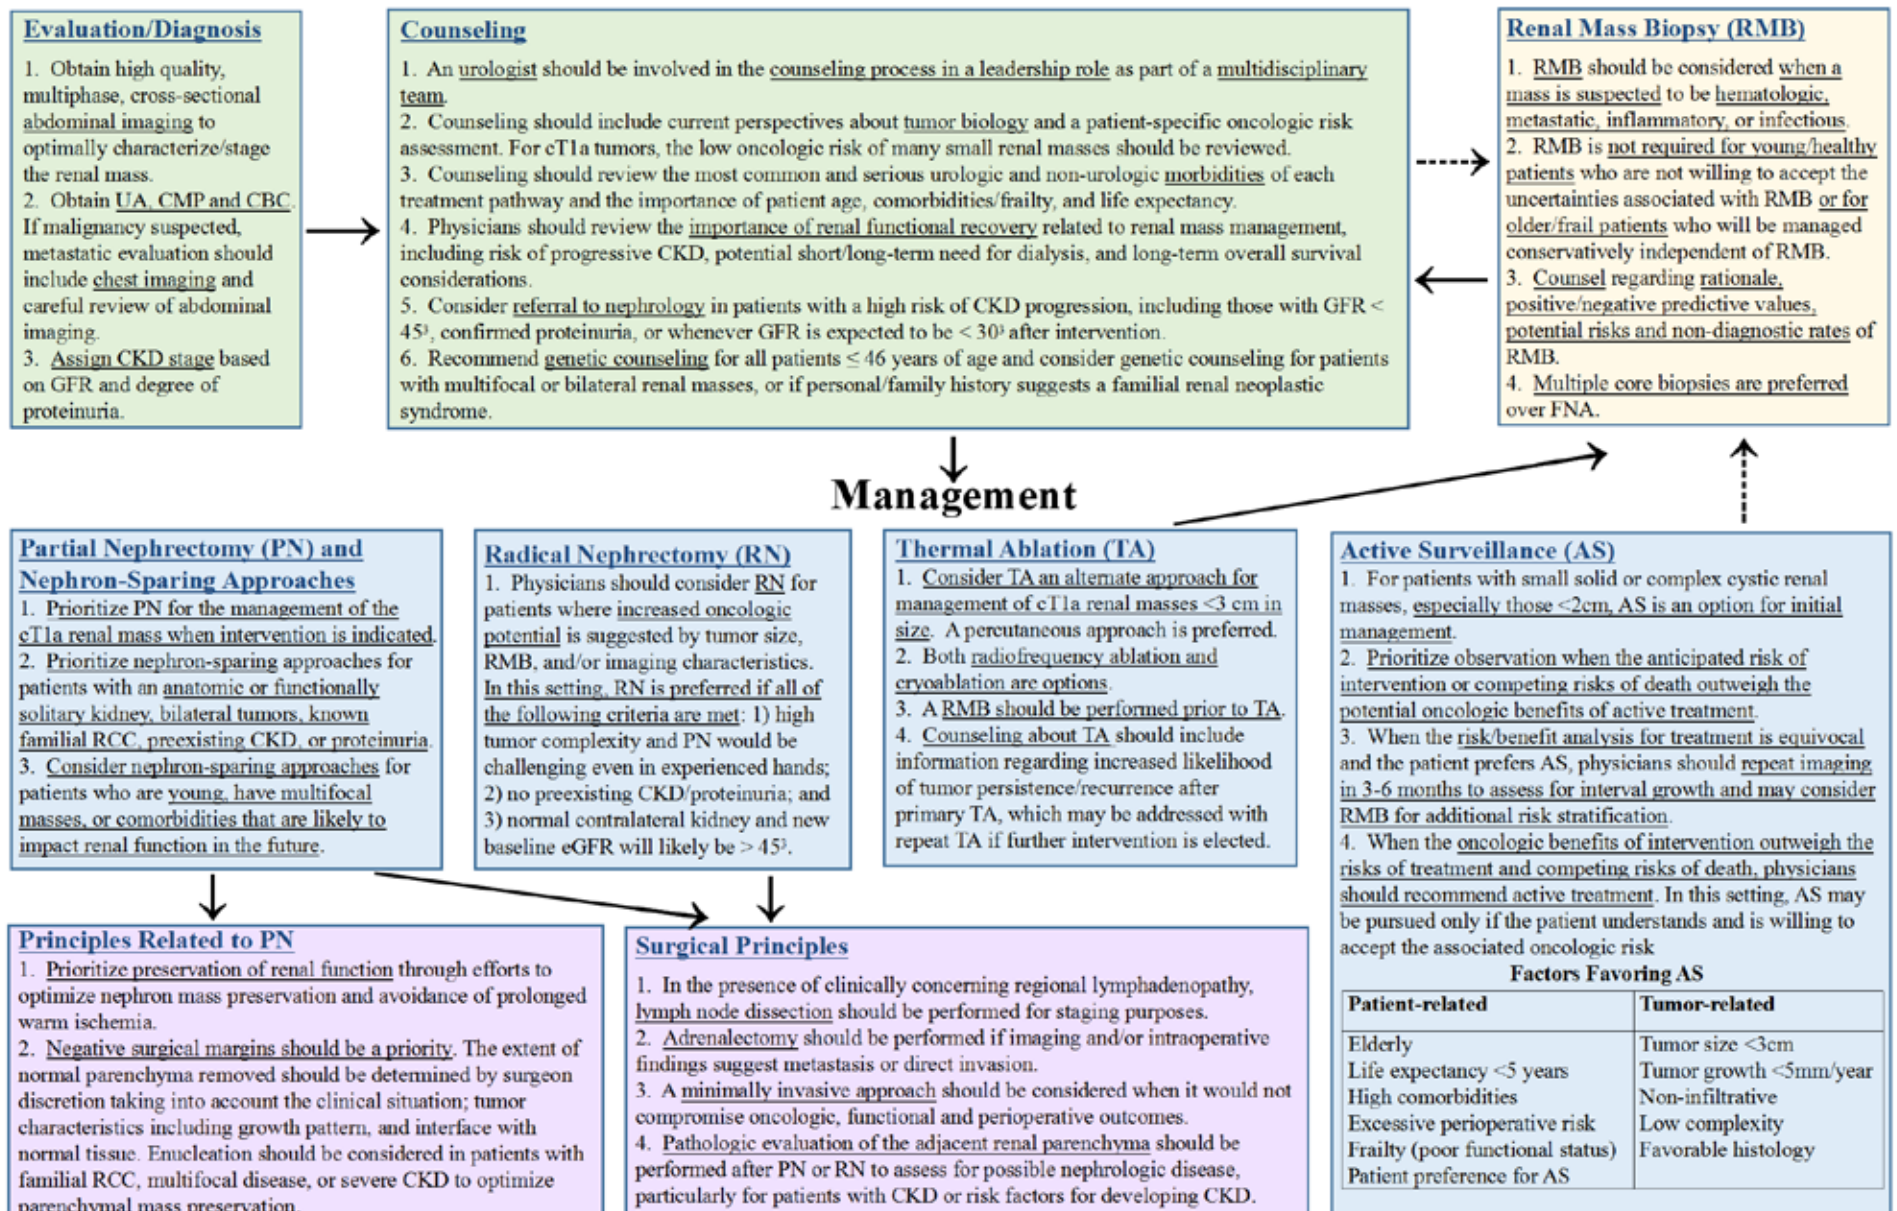 Evaluation/Diagnosis
1. Obtain high quality,
multiphase, cross-sectional
abdominal imaging to
optimally characterize/stage
the renal mass.
2. Obtain UA, CMP and CBC.
If malignancy suspected,
metastatic evaluation should
include chest imaging and
careful review of abdominal
imaging.
3. Assign CKD stage based
on GFR and degree of
proteinuria.
Counseling
1. An urologist should be involved in the counseling process in a leadership role as part of a multidisciplinary
team.
2. Counseling should include current perspectives about tumor biology and a patient-specific oncologic risk
assessment. For cT1a tumors, the low oncologic risk of many small renal masses should be reviewed.
3. Counseling should review the most common and serious urologic and non-urologic morbidities of each
treatment pathway and the importance of patient age, comorbidities/frailty, and life expectancy.
4. Physicians should review the importance of renal functional recovery related to renal mass management,
including risk of progressive CKD, potential short/long-term need for dialysis, and long-term overall survival
considerations.
5. Consider referral to nephrology in patients with a high risk of CKD progression, including those with GFR <
45³, confirmed proteinuria, or whenever GFR is expected to be < 30³ after intervention.
6. Recommend genetic counseling for all patients ≤ 46 years of age and consider genetic counseling for patients
with multifocal or bilateral renal masses, or if personal/family history suggests a familial renal neoplastic
syndrome.
Renal Mass Biopsy (RMB)
1. RMB should be considered when a
mass is suspected to be hematologic,
metastatic, inflammatory, or infectious.
2. RMB is not required for young/healthy
patients who are not willing to accept the
uncertainties associated with RMB or for
older/frail patients who will be managed
conservatively independent of RMB.
3. Counsel regarding rationale,
positive/negative predictive values,
potential risks and non-diagnostic rates of
RMB.
4. Multiple core biopsies are preferred
over FNA.
Management
Partial Nephrectomy (PN) and
Nephron-Sparing Approaches
1. Prioritize PN for the management of the
cT1a renal mass when intervention is indicated.
2. Prioritize nephron-sparing approaches for
patients with an anatomic or functionally
solitary kidney, bilateral tumors, known
familial RCC, preexisting CKD, or proteinuria.
3. Consider nephron-sparing approaches for
patients who are young, have multifocal
masses, or comorbidities that are likely to
impact renal function in the future.
Radical Nephrectomy (RN)
1. Physicians should consider RN for
patients where increased oncologic
potential is suggested by tumor size,
RMB, and/or imaging characteristics.
In this setting, RN is preferred if all of
the following criteria are met: 1) high
tumor complexity and PN would be
challenging even in experienced hands;
2) no preexisting CKD/proteinuria; and
3) normal contralateral kidney and new
baseline eGFR will likely be > 45³.
Thermal Ablation (TA)
1. Consider TA an alternate approach for
management of cT1a renal masses <3 cm in
size. A percutaneous approach is preferred.
2. Both radiofrequency ablation and
cryoablation are options.
3. A RMB should be performed prior to TA.
4. Counseling about TA should include
information regarding increased likelihood
of tumor persistence/recurrence after
primary TA, which may be addressed with
repeat TA if further intervention is elected.
Active Surveillance (AS)
1. For patients with small solid or complex cystic renal
masses, especially those <2cm, AS is an option for initial
management.
2. Prioritize observation when the anticipated risk of
intervention or competing risks of death outweigh the
potential oncologic benefits of active treatment.
3. When the risk/benefit analysis for treatment is equivocal
and the patient prefers AS, physicians should repeat imaging
in 3-6 months to assess for interval growth and may consider
RMB for additional risk stratification.
4. When the oncologic benefits of intervention outweigh the
risks of treatment and competing risks of death, physicians
should recommend active treatment. In this setting, AS may
be pursued only if the patient understands and is willing to
accept the associated oncologic risk
Factors Favoring AS
Patient-related Tumor-related
Elderly Tumor size <3cm
Life expectancy <5 years Tumor growth <5mm/year
High comorbidities Non-infiltrative
Excessive perioperative risk Low complexity
Frailty (poor functional status) Favorable histology
Patient preference for AS
Principles Related to PN
1. Prioritize preservation of renal function through efforts to
optimize nephron mass preservation and avoidance of prolonged
warm ischemia.
2. Negative surgical margins should be a priority. The extent of
normal parenchyma removed should be determined by surgeon
discretion taking into account the clinical situation; tumor
characteristics including growth pattern, and interface with
normal tissue. Enucleation should be considered in patients with
familial RCC, multifocal disease, or severe CKD to optimize
parenchymal mass preservation.
Surgical Principles
1. In the presence of clinically concerning regional lymphadenopathy,
lymph node dissection should be performed for staging purposes.
2. Adrenalectomy should be performed if imaging and/or intraoperative
findings suggest metastasis or direct invasion.
3. A minimally invasive approach should be considered when it would not
compromise oncologic, functional and perioperative outcomes.
4. Pathologic evaluation of the adjacent renal parenchyma should be
performed after PN or RN to assess for possible nephrologic disease,
particularly for patients with CKD or risk factors for developing CKD.